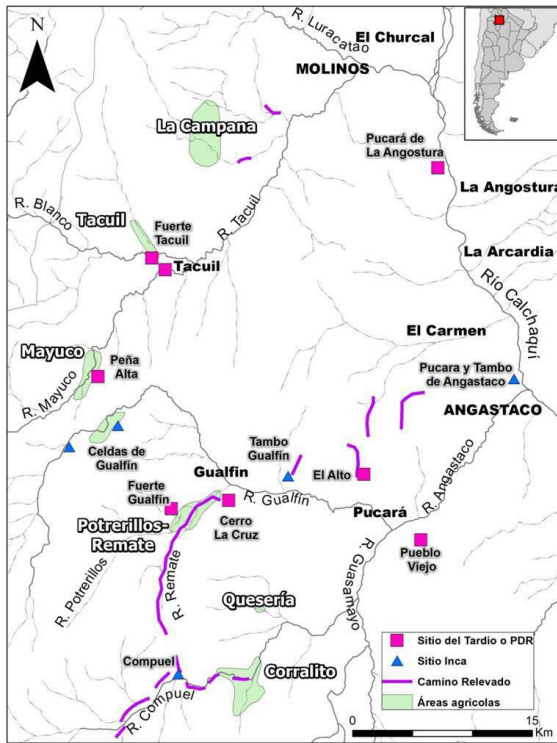 N
R. Luracatao
El Churcal
MOLINOS
La Campana
Pucará de
La Angostura
La Angostura
R. Blanco
Tacuil
R. Tacuil
Fuerte
Tacuil
Tacuil
La Arcardia
Río Calchaquí
El Carmen
Mayuco
Peña
Alta
R. Mayuco
Pucara y Tambo
de Angastaco
ANGASTACO
Celdas de
Gualfín
Tambo
Gualfín
Gualfín
El Alto
R. Angastaco
Fuerte
Gualfín
R. Gualfín
Pucará
Potrerillos-
Remate
Cerro
La Cruz
Pueblo
Viejo
R. Potrerillos
R. Remate
R. Guasamayo
Quesería
Compuel
Corralito
R. Compuel
Sitio del Tardio o PDR
Sitio Inca
Camino Relevado
Áreas agricolas
0 15
Km